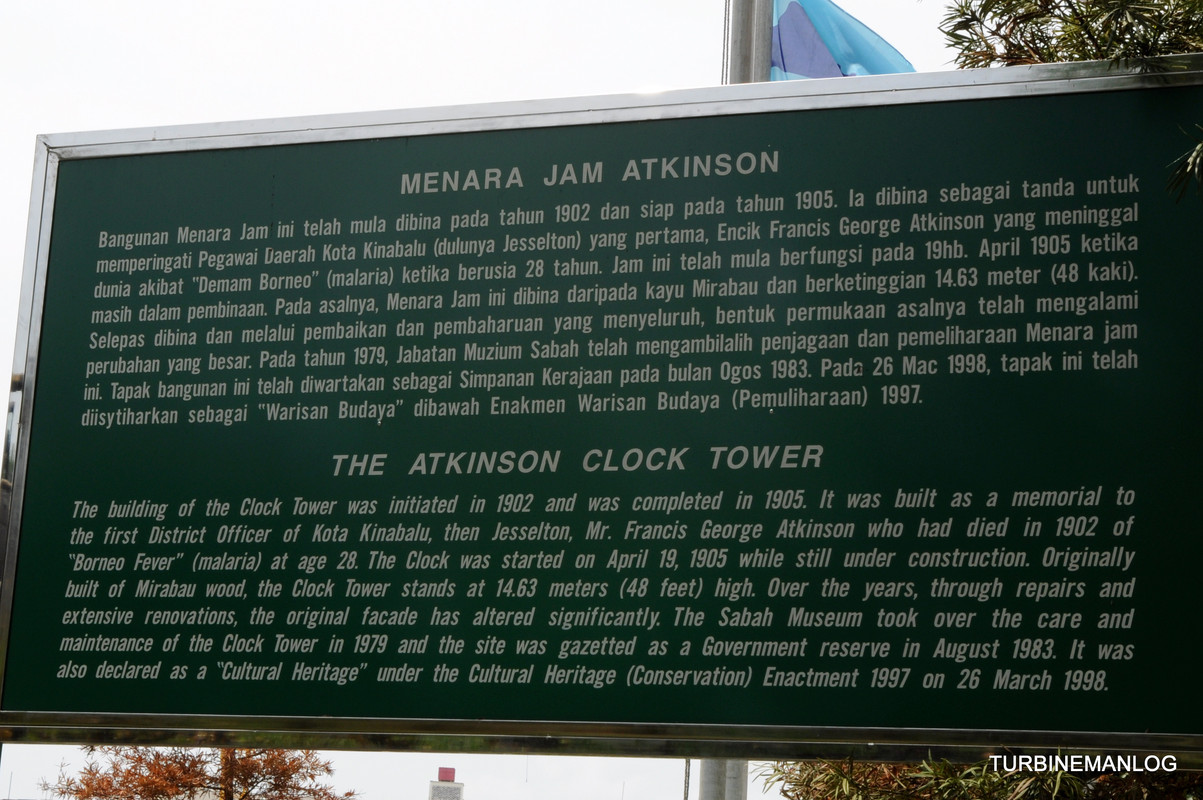 MENARA JAM ATKINSON
Bangunan Menara Jam ini telah mula dibina pada tahun 1902 dan siap pada tahun 1905. Ia dibina sebagai tanda untuk
memperingati Pegawai Daerah Kota Kinabalu (dulunya Jesselton) yang pertama, Encik Francis George Atkinson yang meninggal
dunia akibat "Demam Borneo" (malaria) ketika berusia 28 tahun. Jam ini telah mula berfungsi pada 19hb. April 1905 ketika
masih dalam pembinaan. Pada asalnya, Menara Jam ini dibina daripada kayu Mirabau dan berketinggian 14.63 meter (48 kaki).
Selepas dibina dan melalui pembaikan dan pembaharuan yang menyeluruh, bentuk permukaan asalnya telah mengalami
perubahan yang besar. Pada tahun 1979, Jabatan Muzium Sabah telah mengambilalih penjagaan dan pemeliharaan Menara jam
ini. Tapak bangunan ini telah diwartakan sebagai Simpanan Kerajaan pada bulan Ogos 1983. Pada 26 Mac 1998, tapak ini telah
diisytiharkan sebagai "Warisan Budaya" dibawah Enakmen Warisan Budaya (Pemuliharaan) 1997.
THE ATKINSON CLOCK TOWER
The building of the Clock Tower was initiated in 1902 and was completed in 1905. It was built as a memorial to
the first District Officer of Kota Kinabalu, then Jesselton, Mr. Francis George Atkinson who had died in 1902 of
"Borneo Fever" (malaria) at age 28. The Clock was started on April 19, 1905 while still under construction. Originally
built of Mirabau wood, the Clock Tower stands at 14.63 meters (48 feet) high. Over the years, through repairs and
extensive renovations, the original facade has altered significantly. The Sabah Museum took over the care and
maintenance of the Clock Tower in 1979 and the site was gazetted as a Government reserve in August 1983. It was
also declared as a "Cultural Heritage" under the Cultural Heritage (Conservation) Enactment 1997 on 26 March 1998.
TURBINEMANLOG